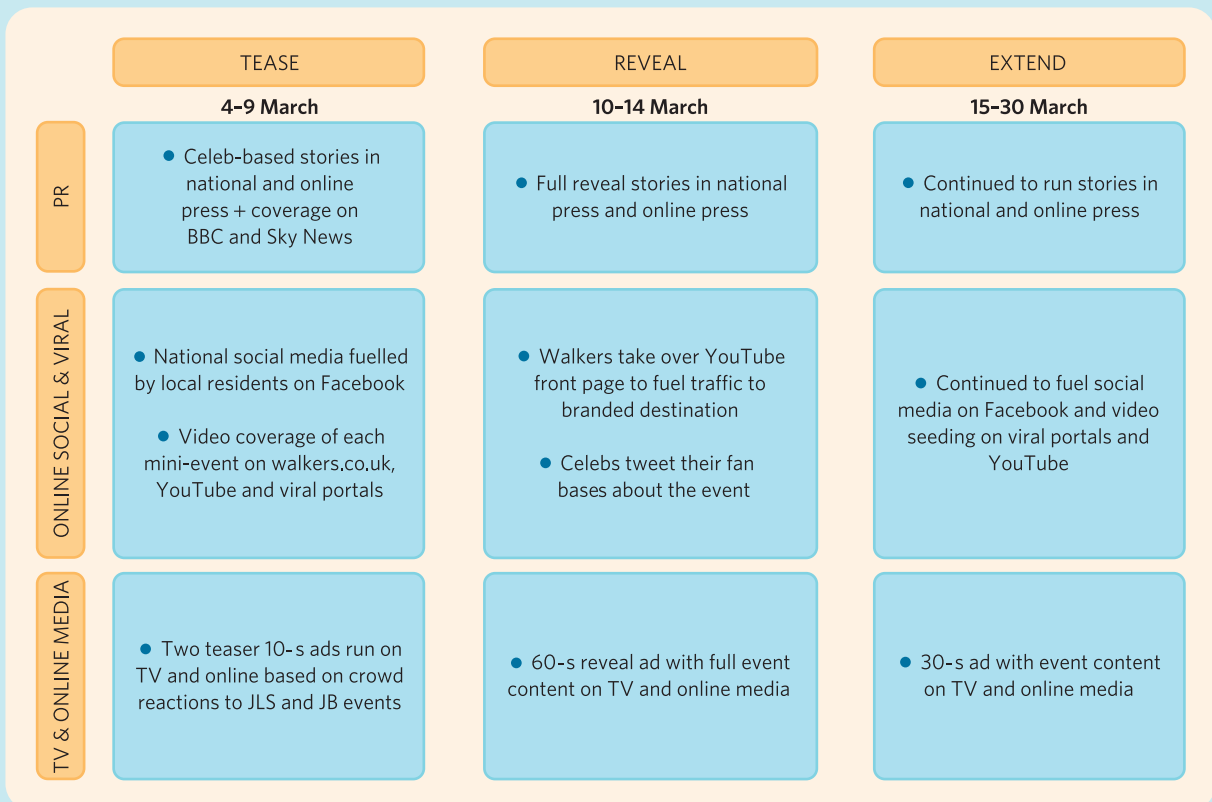 TEASE
REVEAL
EXTEND
4–9 March
10–14 March
15–30 March
PR
● Celeb-based stories in
national and online
press + coverage on
BBC and Sky News
● Full reveal stories in national
press and online press
● Continued to run stories in
national and online press
ONLINE SOCIAL & VIRAL
● National social media fuelled
by local residents on Facebook
● Video coverage of each
mini-event on walkers.co.uk,
YouTube and viral portals
● Walkers take over YouTube
front page to fuel traffic to
branded destination
● Celebs tweet their fan
bases about the event
● Continued to fuel social
media on Facebook and video
seeding on viral portals and
YouTube
TV & ONLINE MEDIA
● Two teaser 10-s ads run on
TV and online based on crowd
reactions to JLS and JB events
● 60-s reveal ad with full event
content on TV and online media
● 30-s ad with event content
on TV and online media